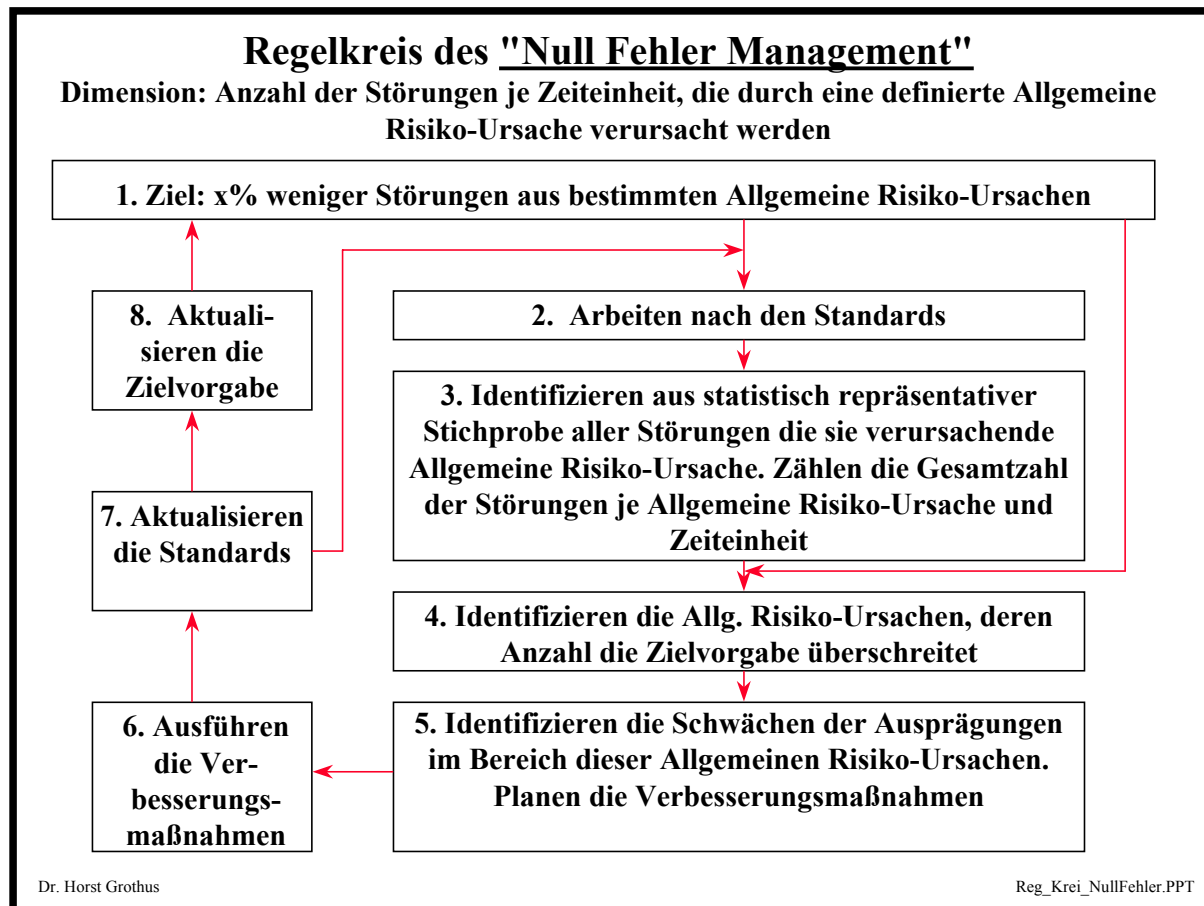 Regelkreis des "Null Fehler Management"
Dimension: Anzahl der Störungen je Zeiteinheit, die durch eine definierte Allgemeine
Risiko-Ursache verursacht werden
1. Ziel: x% weniger Störungen aus bestimmten Allgemeine Risiko-Ursachen
8. Aktuali-
sieren die
Zielvorgabe
2. Arbeiten nach den Standards
3. Identifizieren aus statistisch repräsentativer
Stichprobe aller Störungen die sie verursachende
Allgemeine Risiko-Ursache. Zählen die Gesamtzahl
der Störungen je Allgemeine Risiko-Ursache und
Zeiteinheit
7. Aktualisieren
die Standards
4. Identifizieren die Allg. Risiko-Ursachen, deren
Anzahl die Zielvorgabe überschreitet
6. Ausführen
die Ver-
besserungs-
maßnahmen
5. Identifizieren die Schwächen der Ausprägungen
im Bereich dieser Allgemeinen Risiko-Ursachen.
Planen die Verbesserungsmaßnahmen
Dr. Horst Grothus
Reg_Krei_NullFehler.PPT